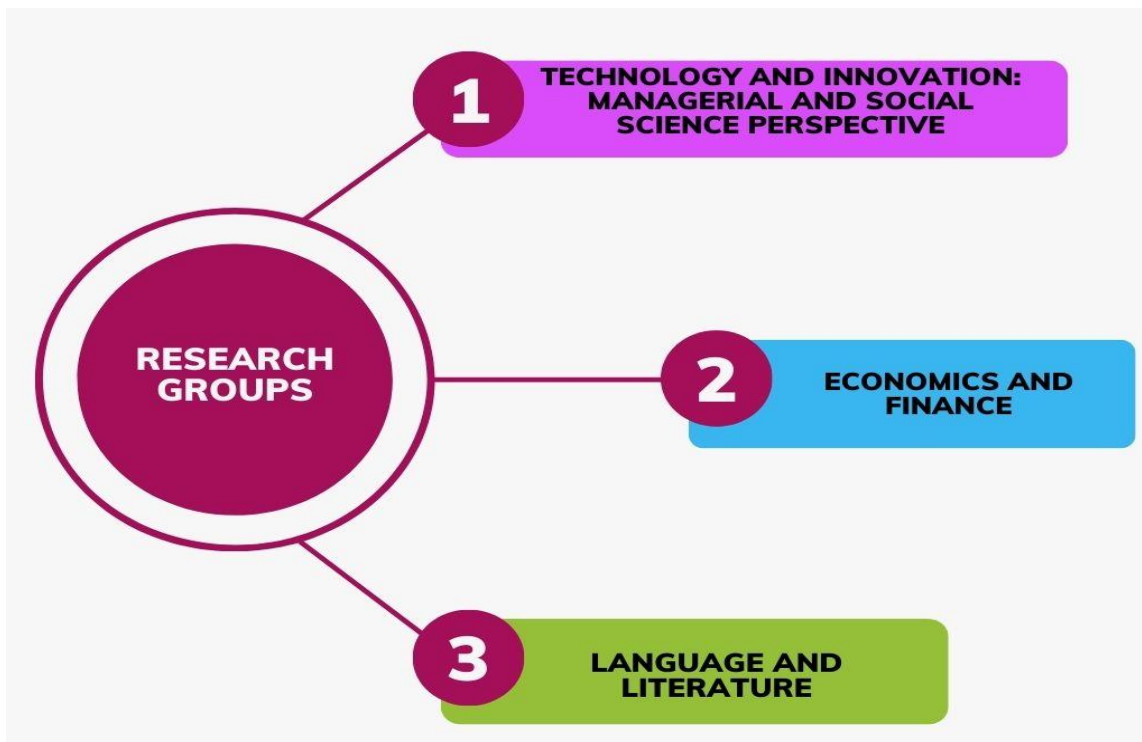 1
TECHNOLOGY AND INNOVATION:
MANAGERIAL AND SOCIAL
SCIENCE PERSPECTIVE
RESEARCH
GROUPS
2
ECONOMICS AND
FINANCE
3
LANGUAGE AND
LITERATURE